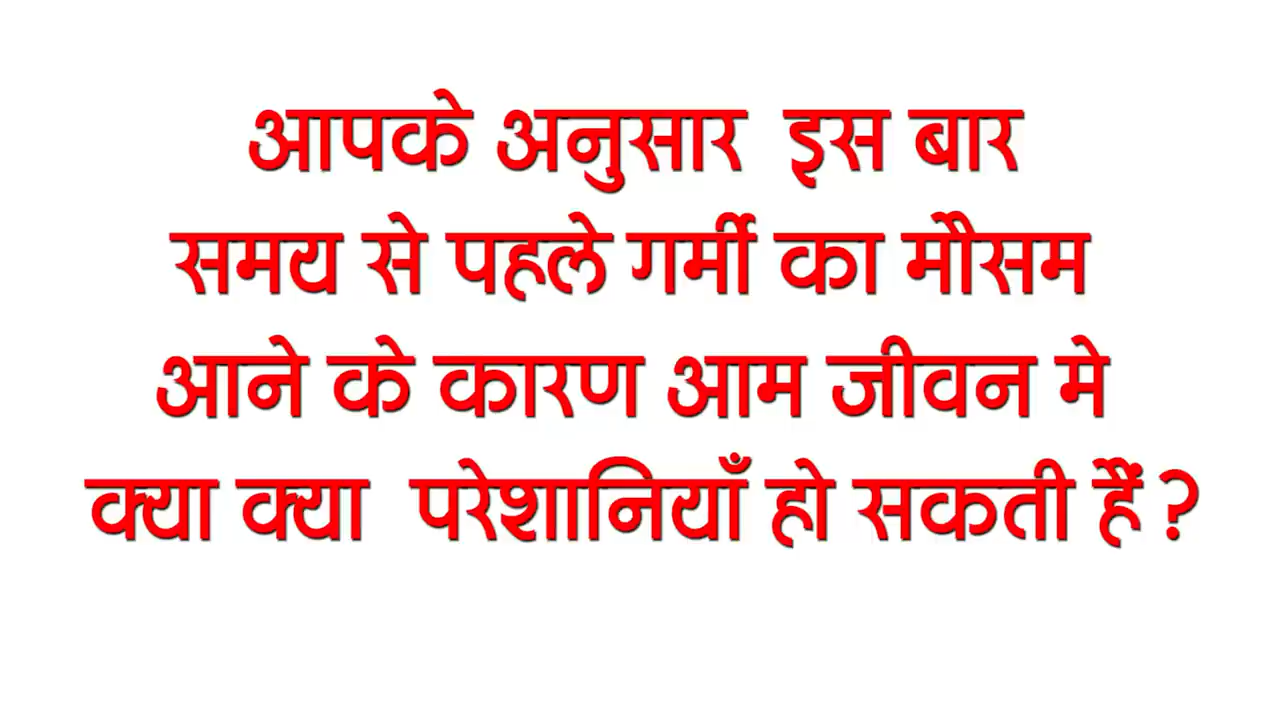 आपके अनुसार इस बार
समय से पहले गर्मी का मौसम
आने के कारण आम जीवन मे
क्या क्या परेशानियाँ हो सकती हैं ?